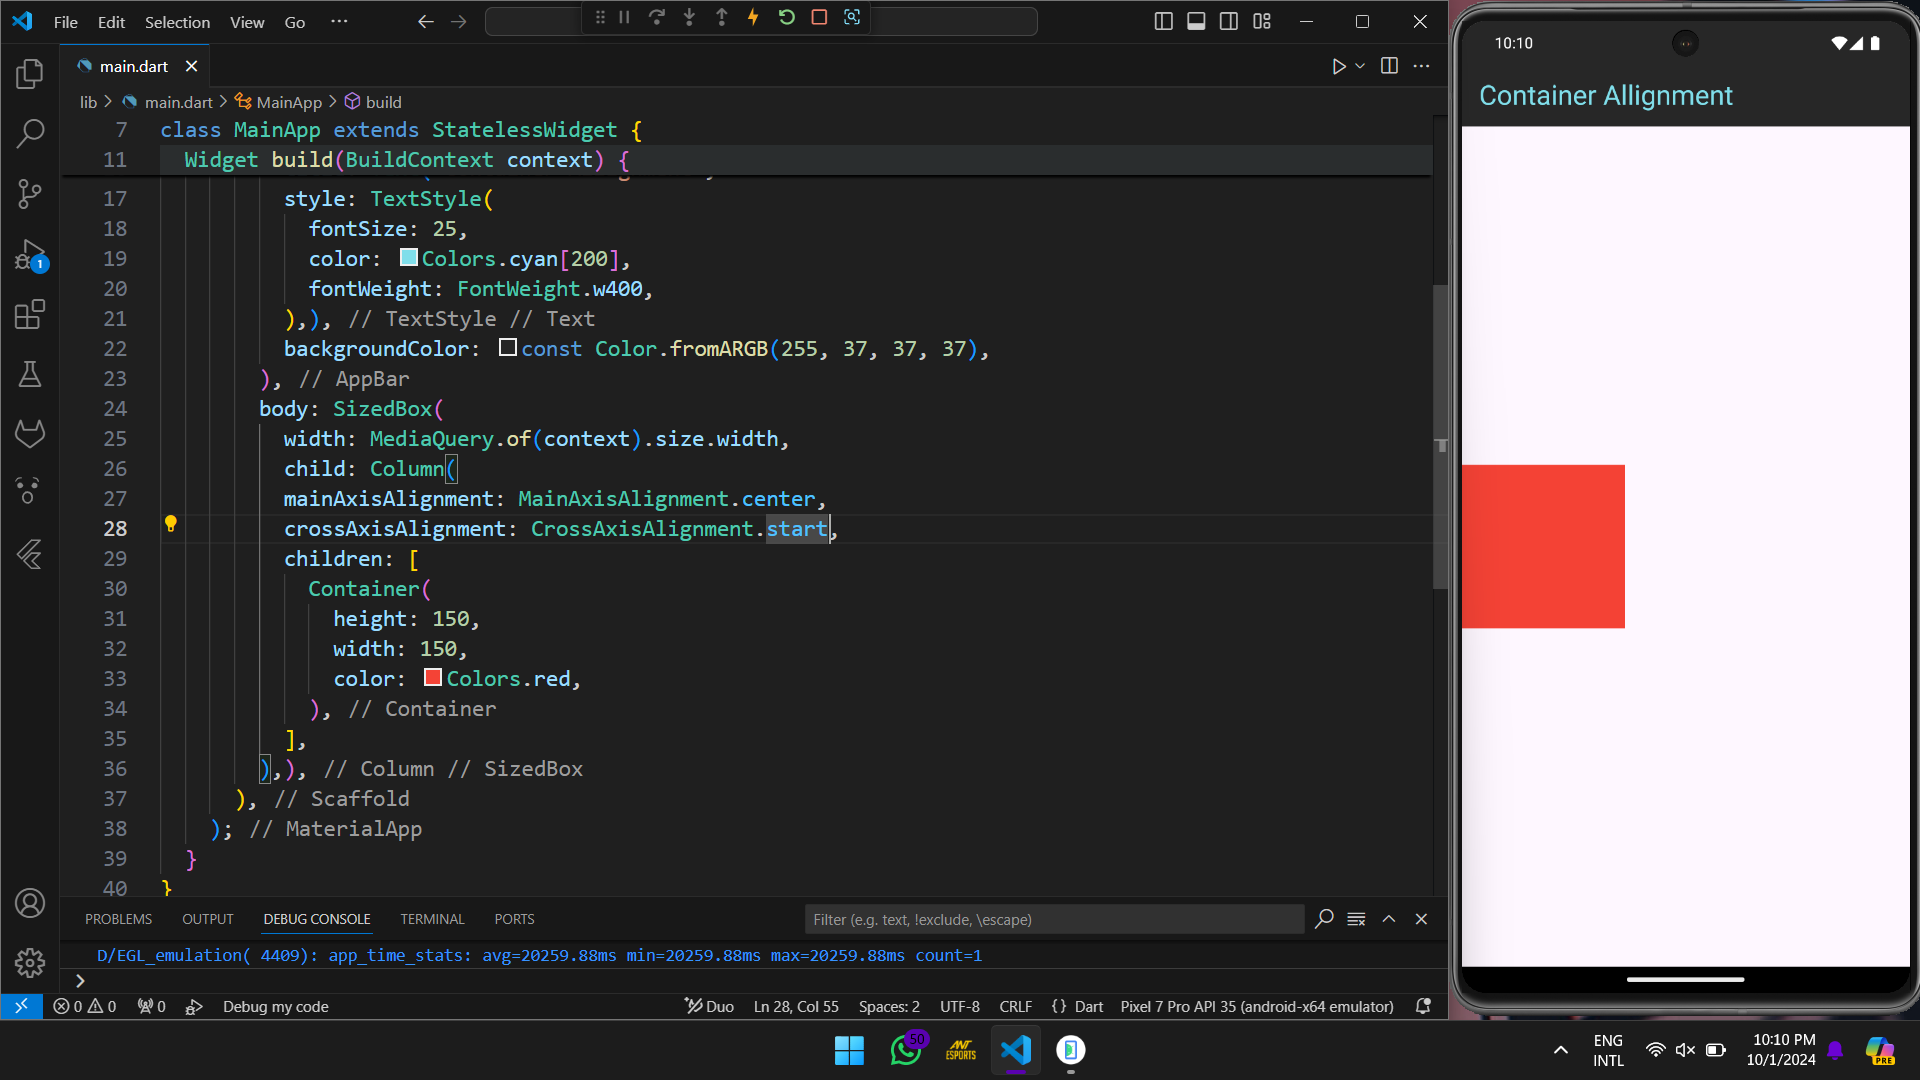 File Edit Selection View Go ···
main.dart
lib > main.dart > MainApp > build
7 class MainApp extends StatelessWidget {
11 Widget build(BuildContext context) {
17 style: TextStyle(
18 fontSize: 25,
19 color: Colors.cyan[200],
20 fontWeight: FontWeight.w400,
21 ),), // TextStyle // Text
22 backgroundColor: const Color.fromARGB(255, 37, 37, 37),
23 ), // AppBar
24 body: SizedBox(
25 width: MediaQuery.of(context).size.width,
26 child: Column(
27 mainAxisAlignment: MainAxisAlignment.center,
28 crossAxisAlignment: CrossAxisAlignment.start,
29 children: [
30 Container(
31 height: 150,
32 width: 150,
33 color: Colors.red,
34 ), // Container
35 ],
36 ),), // Column // SizedBox
37 ), // Scaffold
38 ); // MaterialApp
39 }
40 }
1
PROBLEMS OUTPUT DEBUG CONSOLE TERMINAL PORTS
Filter (e.g. text, !exclude, \escape)
D/EGL_emulation( 4409): app_time_stats: avg=20259.88ms min=20259.88ms max=20259.88ms count=1
>
0 0 0 Debug my code Duo Ln 28, Col 55 Spaces: 2 UTF-8 CRLF {} Dart Pixel 7 Pro API 35 (android-x64 emulator)
10:10
Container Allignment
50
ANT
ESPORTS
ENG
INTL
10:10 PM
10/1/2024
PRE